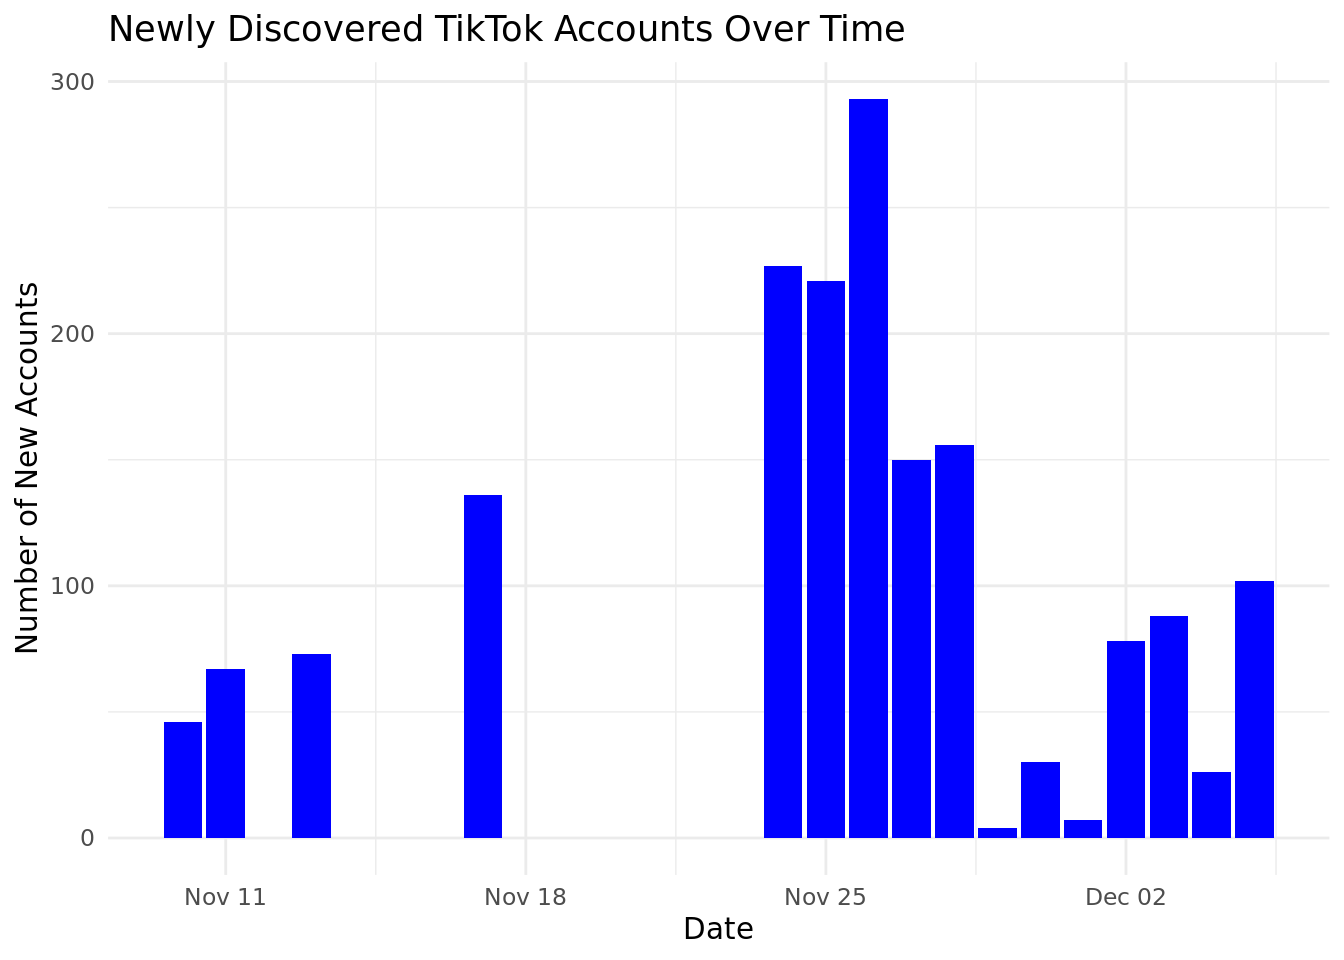 Newly Discovered TikTok Accounts Over Time
Number of New Accounts
300
200
100
0
Nov 11
Nov 18
Nov 25
Dec 02
Date